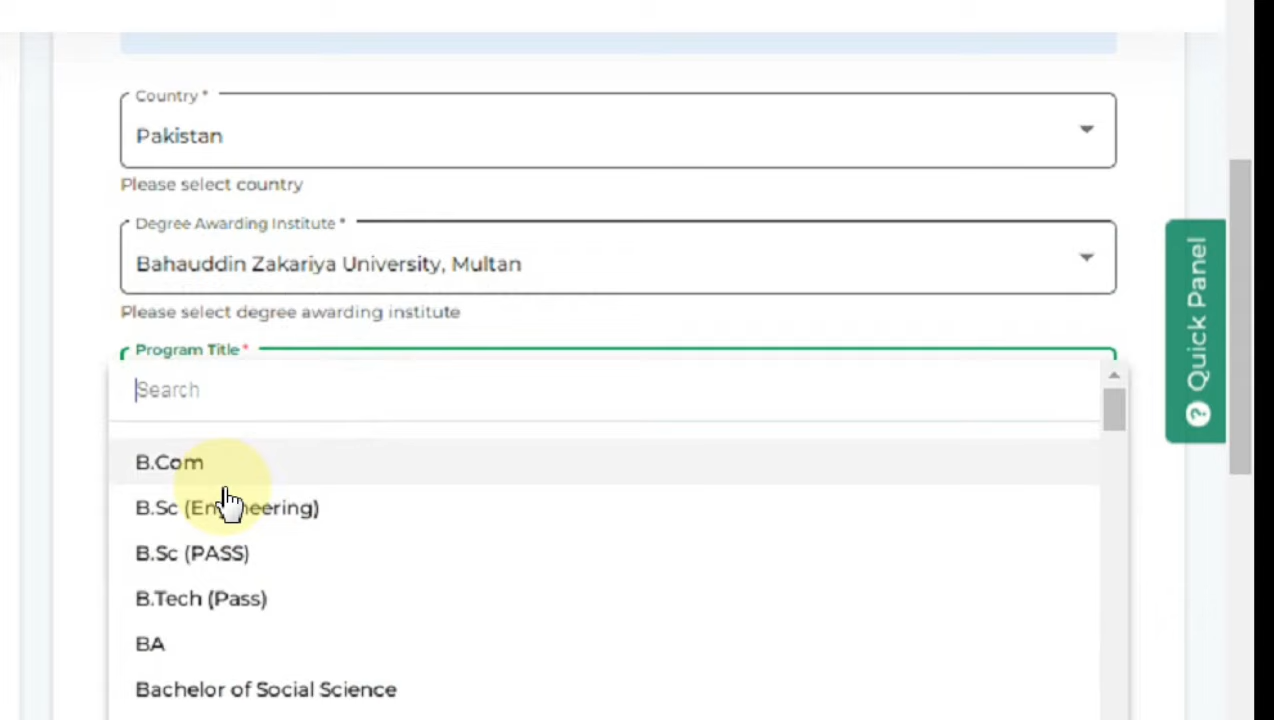 Country *
Pakistan
Please select country
Degree Awarding Institute *
Bahauddin Zakariya University, Multan
Please select degree awarding institute
Program Title *
Search
B.Com
B.Sc (Engineering)
B.Sc (PASS)
B.Tech (Pass)
BA
Bachelor of Social Science
? Quick Panel